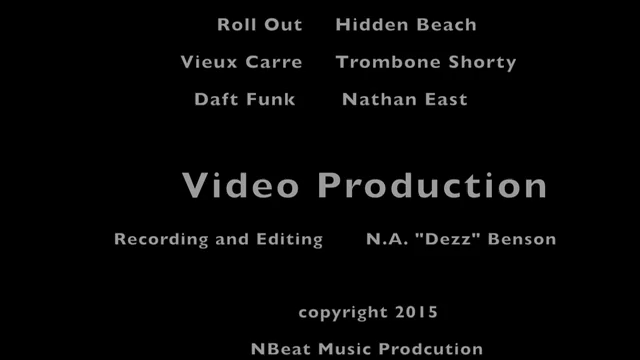 Roll Out Hidden Beach
Vieux Carre Trombone Shorty
Daft Funk Nathan East
Video Production
Recording and Editing N.A. "Dezz" Benson
copyright 2015
NBeat Music Prodcution